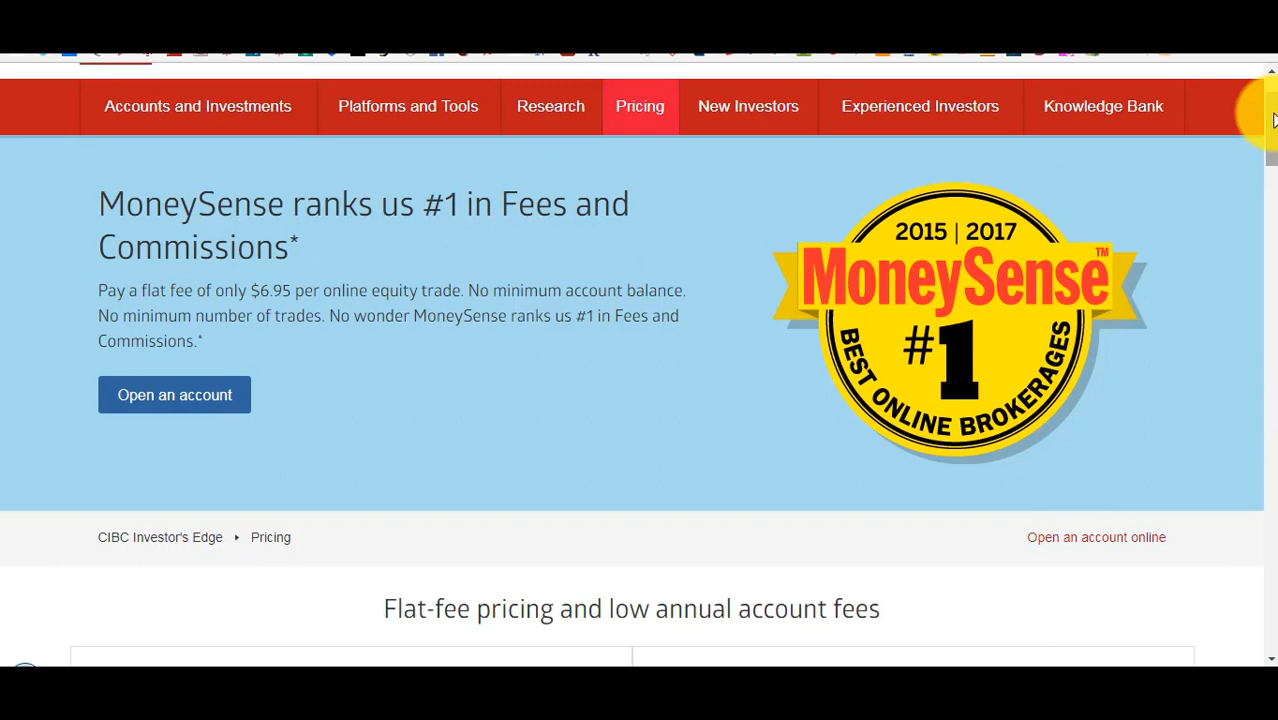 Accounts and Investments
Platforms and Tools
Research
Pricing
New Investors
Experienced Investors
Knowledge Bank
MoneySense ranks us #1 in Fees and
Commissions*
Pay a flat fee of only $6.95 per online equity trade. No minimum account balance.
No minimum number of trades. No wonder MoneySense ranks us #1 in Fees and
Commissions.*
Open an account
2015 | 2017
MoneySense™
#1
BEST ONLINE BROKERAGES
CIBC Investor's Edge
Pricing
Open an account online
Flat-fee pricing and low annual account fees